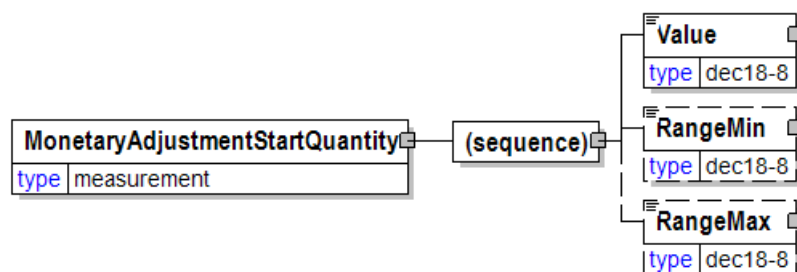 Value
type dec18-8
MonetaryAdjustmentStartQuantity
type measurement
(sequence)
RangeMin
type dec18-8
RangeMax
type dec18-8